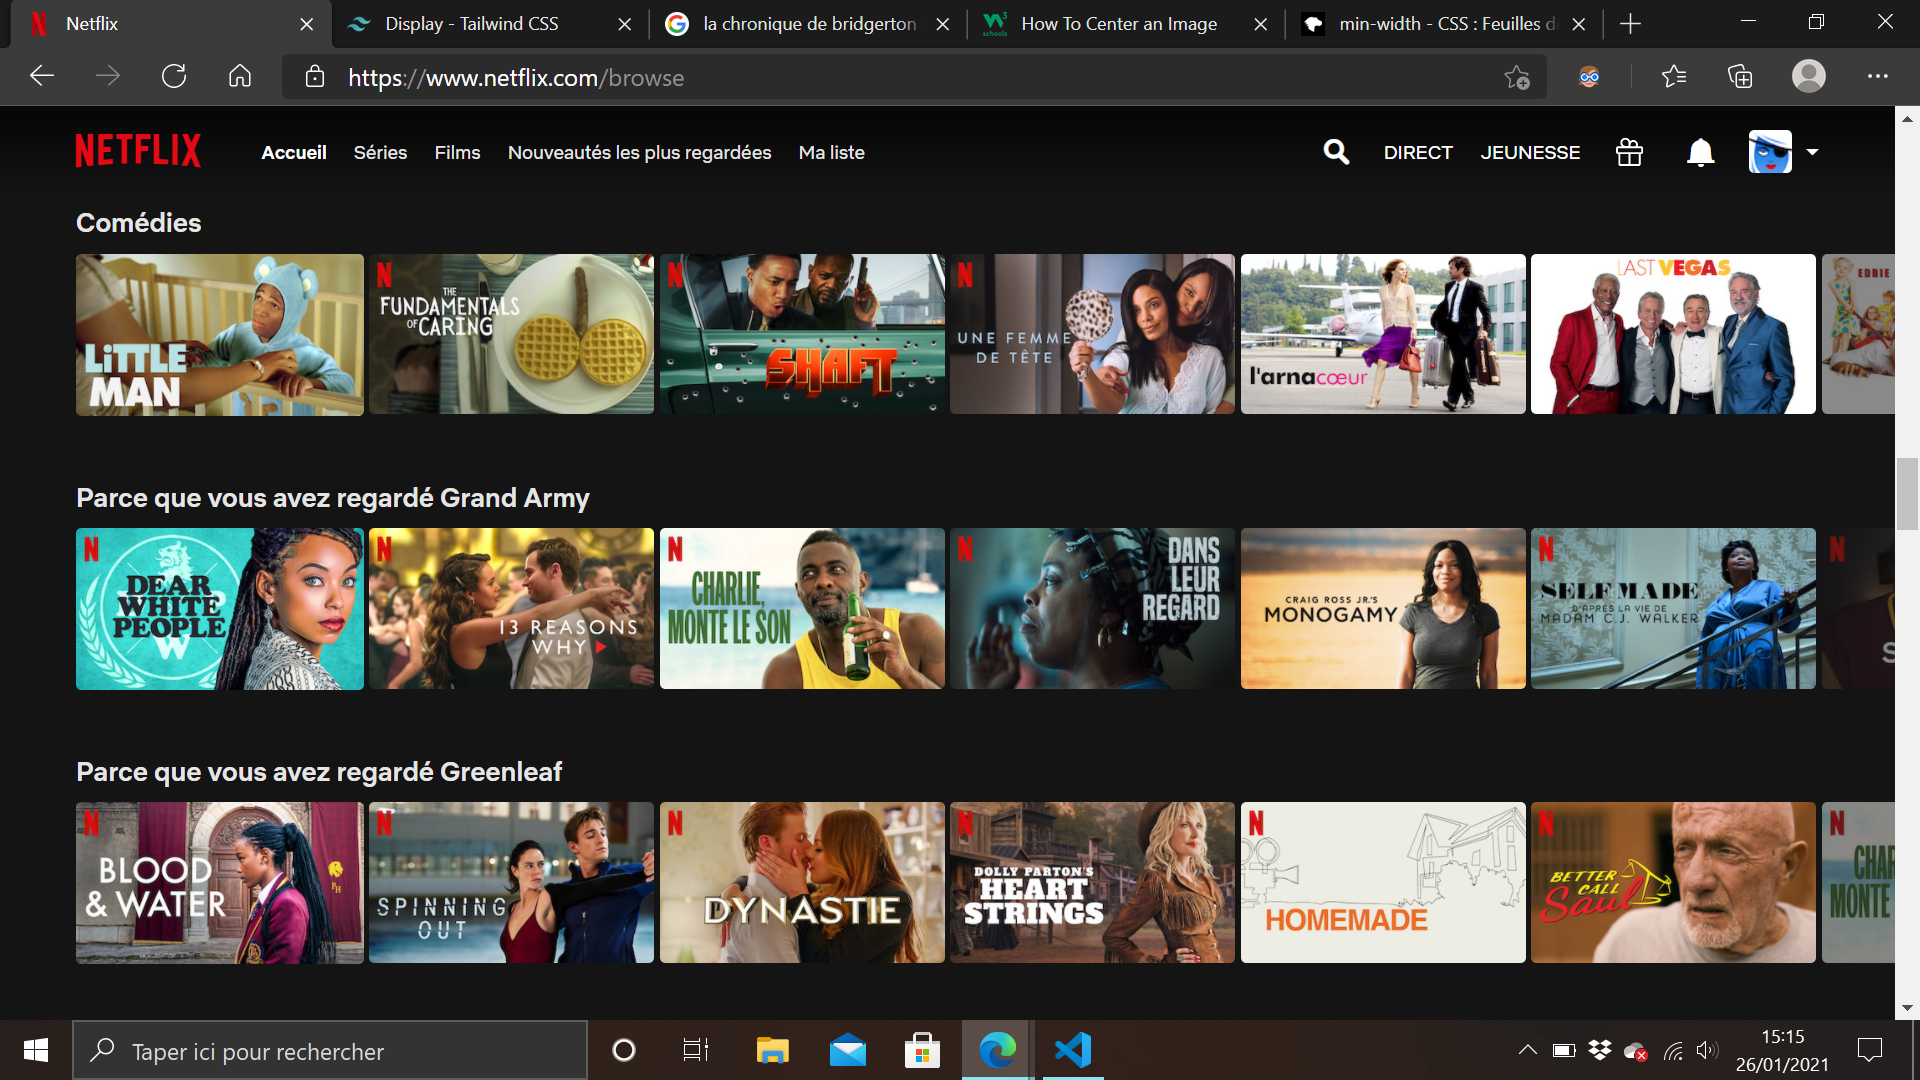 Netflix
Display - Tailwind CSS
la chronique de bridgerton
How To Center an Image
min-width - CSS : Feuilles d
https://www.netflix.com/browse
NETFLIX
Accueil
Séries
Films
Nouveautés les plus regardées
Ma liste
DIRECT
JEUNESSE
Comédies
LiTTLE
MAN
THE
FUNDAMENTALS
OF CARING
SHAFT
UNE FEMME
DE TÊTE
l'arnacœur
LAST VEGAS
EDDIE
Parce que vous avez regardé Grand Army
DEAR
WHITE
PEOPLE
W
13 REASONS
WHY
CHARLIE,
MONTE LE SON
DANS
LEUR
REGARD
CRAIG ROSS JR.'S
MONOGAMY
SELF MADE
D'APRÈS LA VIE DE
MADAM C.J. WALKER
S
Parce que vous avez regardé Greenleaf
BLOOD
& WATER
PH
SPINNING
OUT
DYNASTIE
DOLLY PARTON'S
HEART
STRINGS
HOMEMADE
BETTER
CALL
Saul
CHAR
MONTE
Taper ici pour rechercher
15:15
26/01/2021